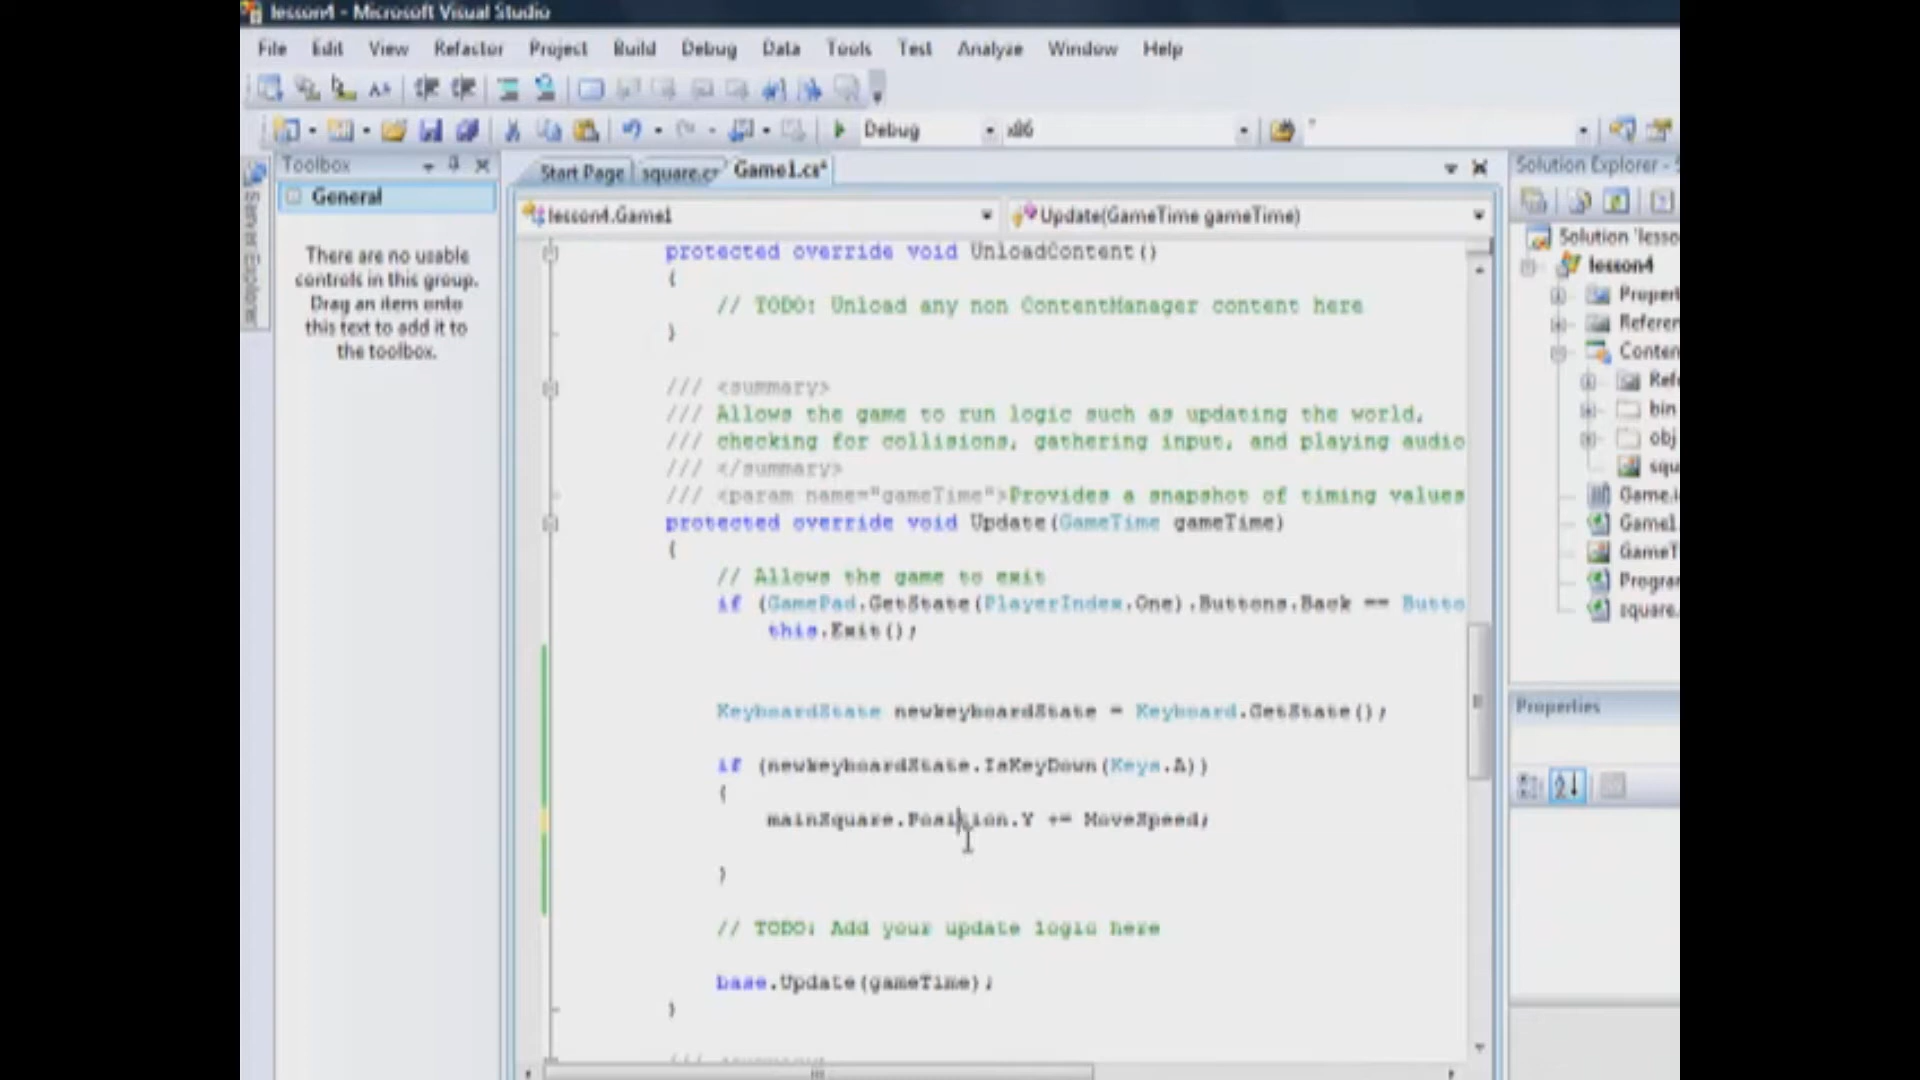 lesson4 - Microsoft Visual Studio
File Edit View Refactor Project Build Debug Data Tools Test Analyze Window Help
Debug x86
Toolbox
Start Page square.cs* Game1.cs*
Solution Explorer - S
Server Explorer
General
lesson4.Game1 Update(GameTime gameTime)
There are no usable
controls in this group.
Drag an item onto
this text to add it to
the toolbox.
protected override void UnloadContent()
{
// TODO: Unload any non ContentManager content here
}
/// <summary>
/// Allows the game to run logic such as updating the world,
/// checking for collisions, gathering input, and playing audio
/// </summary>
/// <param name="gameTime">Provides a snapshot of timing values
protected override void Update(GameTime gameTime)
{
// Allows the game to exit
if (GamePad.GetState(PlayerIndex.One).Buttons.Back == Butto
this.Exit();
KeyboardState newkeyboardState = Keyboard.GetState();
if (newkeyboardState.IsKeyDown(Keys.A))
{
mainSquare.Position.Y += MoveSpeed;
}
// TODO: Add your update logic here
base.Update(gameTime);
}
Solution 'lesso
lesson4
Propert
Referen
Conten
Refe
bin
obj
squ
Game.i
Game1.
GameT
Program
square.
Properties